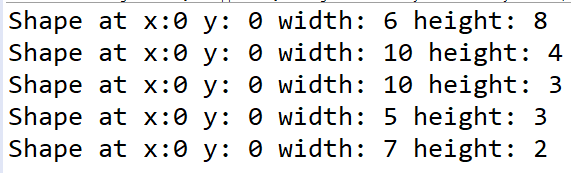 Shape at x:0 y: 0 width: 6 height: 8
Shape at x:0 y: 0 width: 10 height: 4
Shape at x:0 y: 0 width: 10 height: 3
Shape at x:0 y: 0 width: 5 height: 3
Shape at x:0 y: 0 width: 7 height: 2